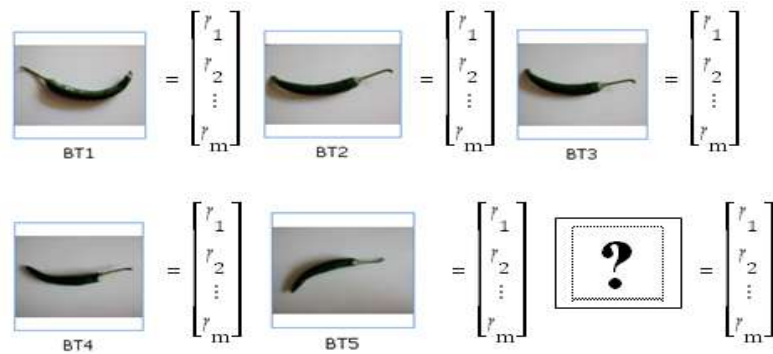 = [r1 r2 ⋮ rm]
BT1
= [r1 r2 ⋮ rm]
BT2
= [r1 r2 ⋮ rm]
BT3
= [r1 r2 ⋮ rm]
BT4
= [r1 r2 ⋮ rm]
BT5
? = [r1 r2 ⋮ rm]